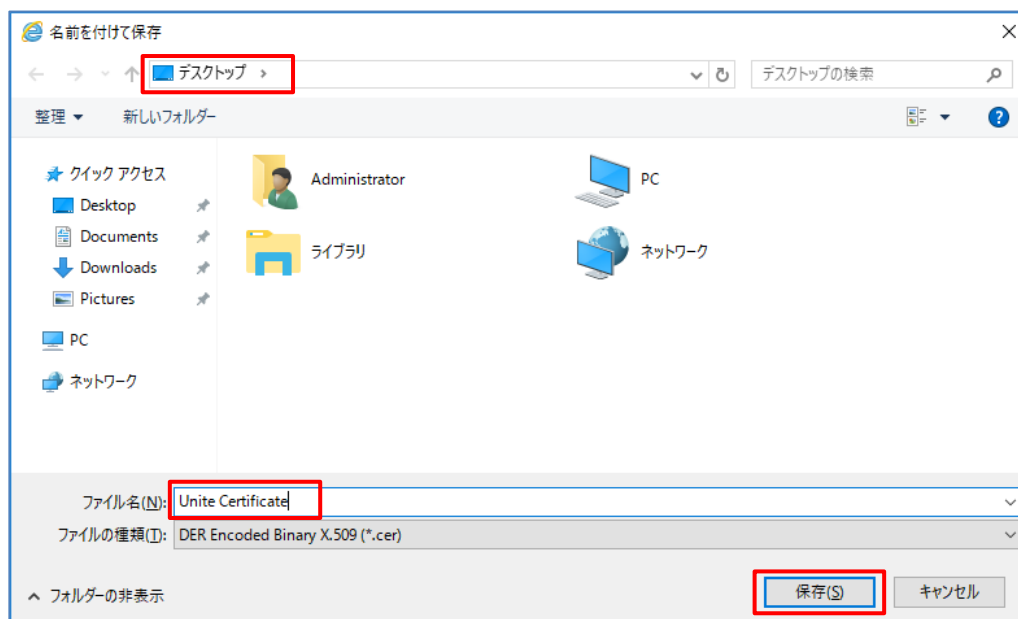 名前を付けて保存
デスクトップ
デスクトップの検索
整理 新しいフォルダー
?
クイック アクセス
Desktop
Documents
Downloads
Pictures
PC
ネットワーク
Administrator
PC
ライブラリ
ネットワーク
ファイル名(N): Unite Certificate
ファイルの種類(T): DER Encoded Binary X.509 (*.cer)
フォルダーの非表示
保存(S) キャンセル